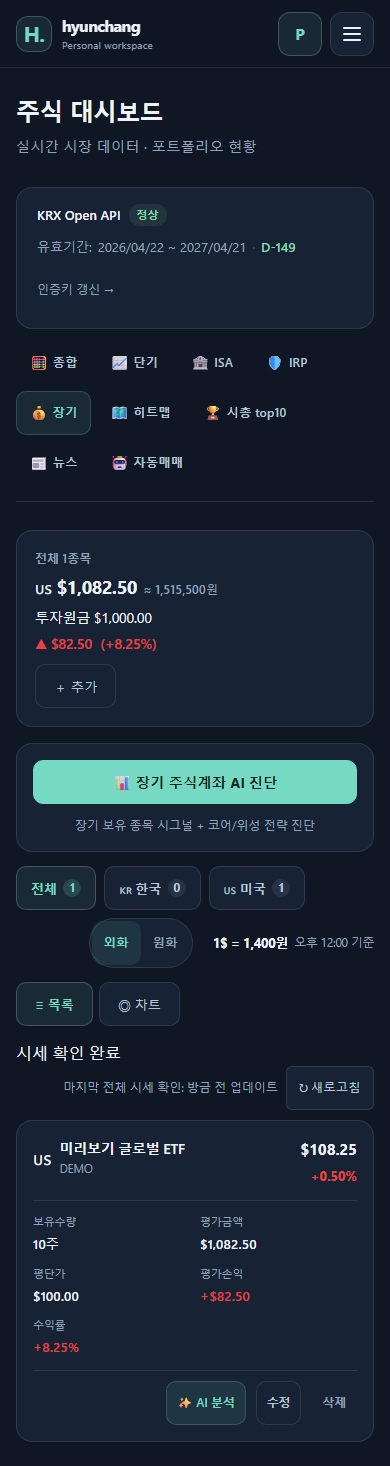 H. hyunchang P
Personal workspace
주식 대시보드
실시간 시장 데이터 · 포트폴리오 현황
KRX Open API 정상
유효기간: 2026/04/22 ~ 2027/04/21 · D-149
인증키 갱신 →
종합 단기 ISA IRP
장기 히트맵 시총 top10
뉴스 자동매매
전체 1종목
US $1,082.50 ≈ 1,515,500원
투자원금 $1,000.00
▲ $82.50 (+8.25%)
+ 추가
장기 주식계좌 AI 진단
장기 보유 종목 시그널 + 코어/위성 전략 진단
전체 1 KR 한국 0 US 미국 1
외화 원화 1$ = 1,400원 오후 12:00 기준
≡ 목록 ◎ 차트
시세 확인 완료
마지막 전체 시세 확인: 방금 전 업데이트 ↻ 새로고침
US 미리보기 글로벌 ETF $108.25
DEMO +0.50%
보유수량 평가금액
10주 $1,082.50
평단가 평가손익
$100.00 +$82.50
수익률
+8.25%
✨ AI 분석 수정 삭제